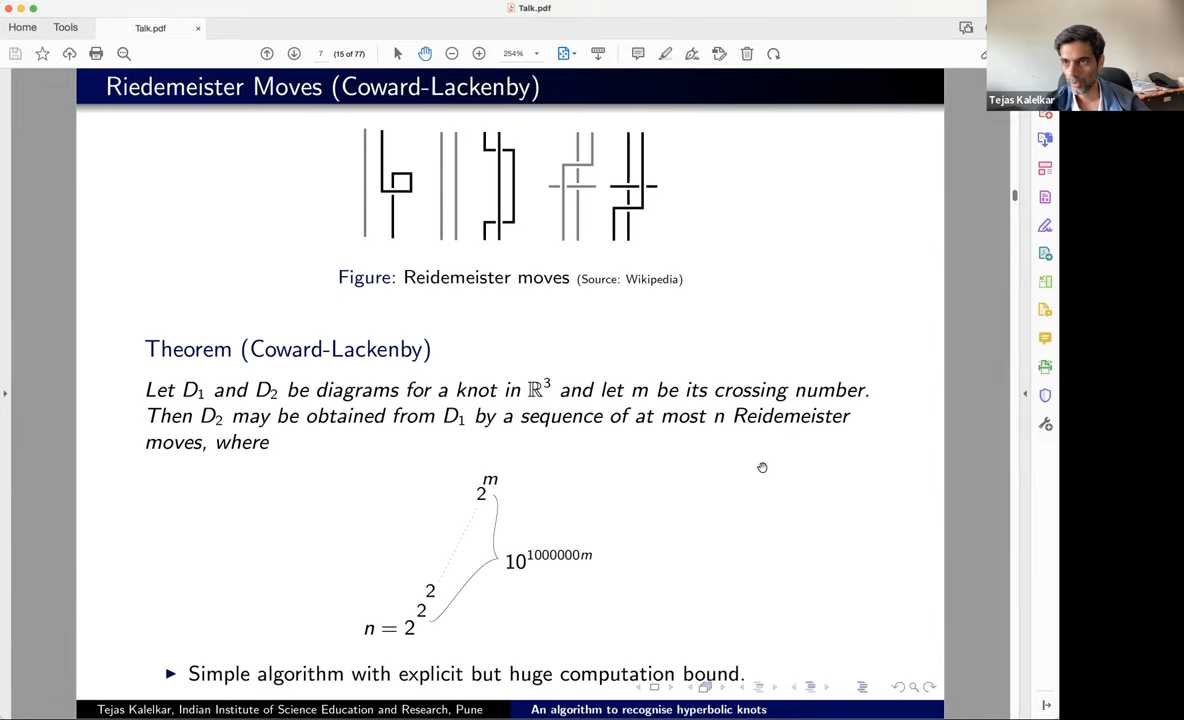 Talk.pdf
Home Tools Talk.pdf ×
7 (15 of 77) 254%
Tejas Kalelkar
Riedemeister Moves (Coward-Lackenby)
Figure: Reidemeister moves (Source: Wikipedia)
Theorem (Coward-Lackenby)
Let D₁ and D₂ be diagrams for a knot in ℝ³ and let m be its crossing number.
Then D₂ may be obtained from D₁ by a sequence of at most n Reidemeister
moves, where
m
2
10^1000000m
2
2
n = 2
► Simple algorithm with explicit but huge computation bound.
Tejas Kalelkar, Indian Institute of Science Education and Research, Pune An algorithm to recognise hyperbolic knots